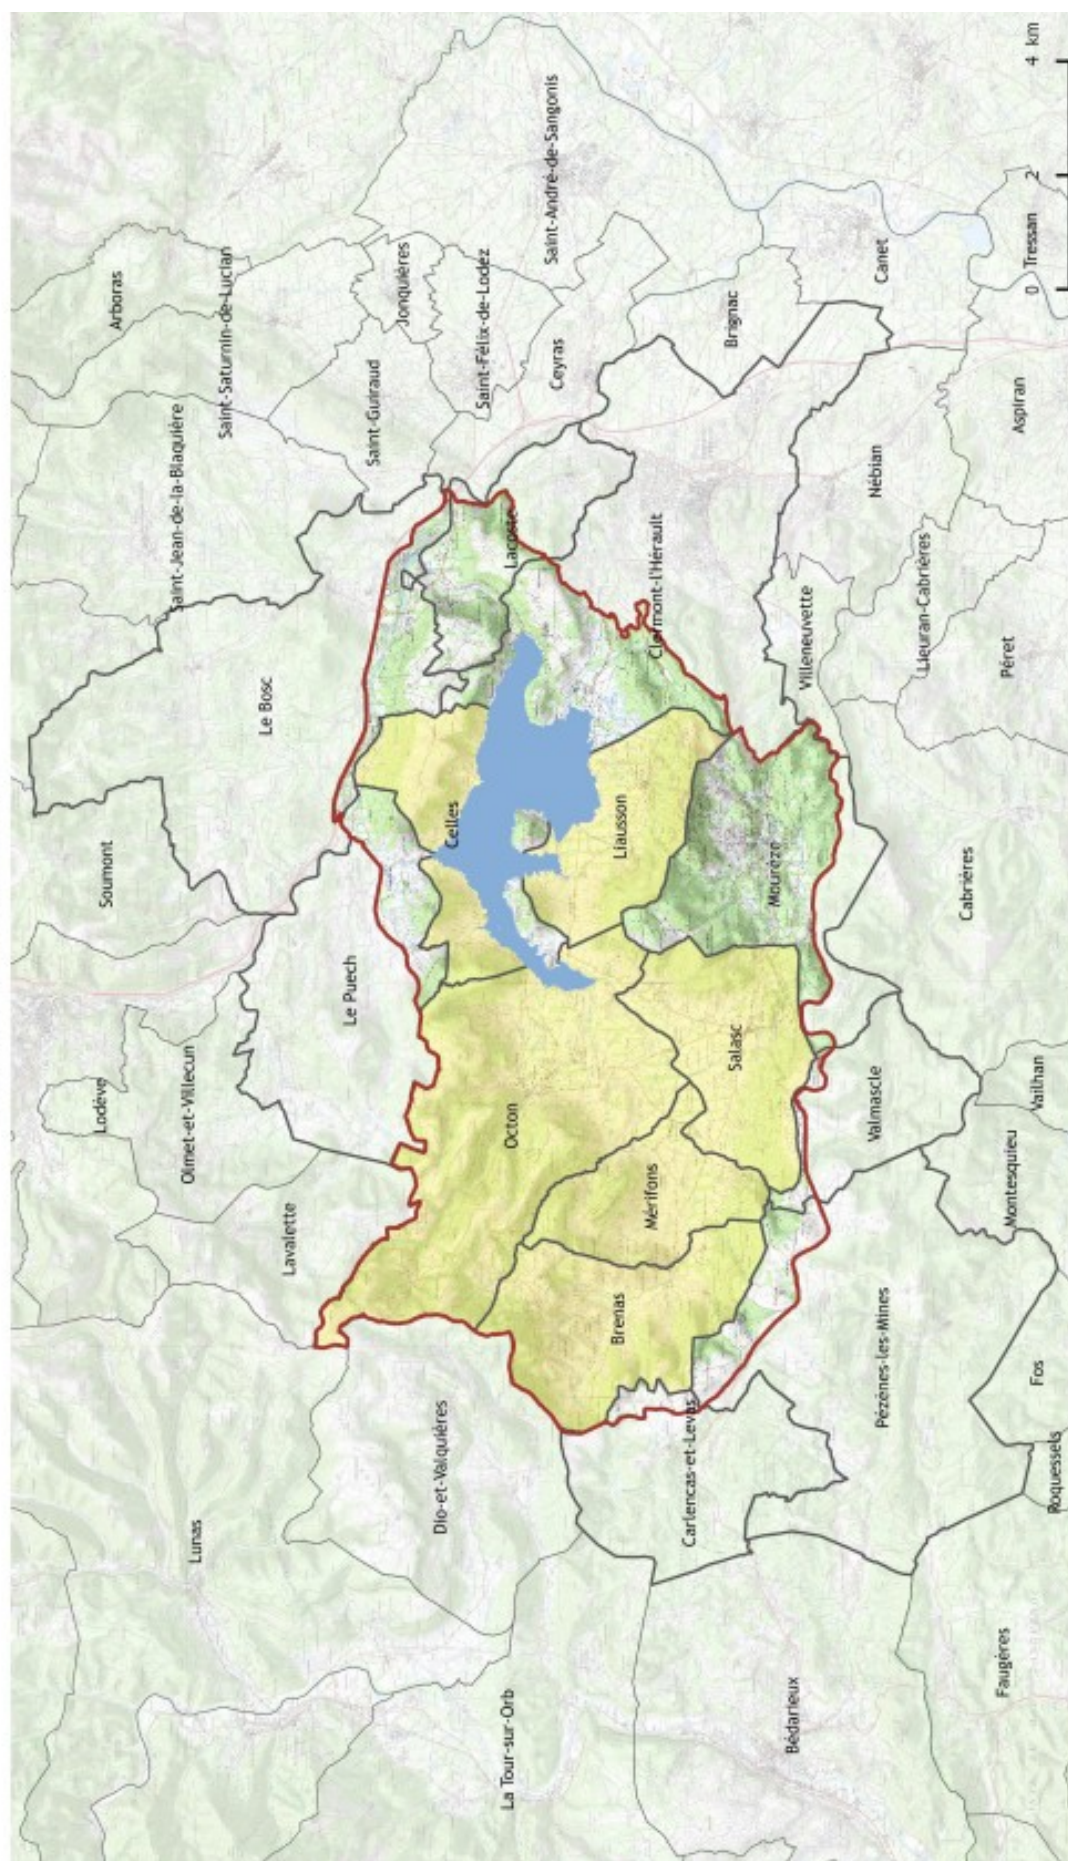 Lodève
Soumont
Arboras
Lunas
Olmet-et-Villecun
Saint-Jean-de-la-Blaquière
Saint-Saturnin-de-Lucian
Lavalette
Le Bosc
Le Puech
Saint-Guiraud
Jonquières
Dio-et-Valquières
Celles
Saint-Félix-de-Lodez
La Tour-sur-Orb
Octon
Lacoste
Saint-André-de-Sangonis
Ceyras
Brenas
Mérifons
Liausson
Clermont-l'Hérault
Carlencas-et-Levas
Salasc
Brignac
Mourèze
Bédarieux
Villeneuvette
Pézènes-les-Mines
Valmascle
Nébian
Canet
Lieuran-Cabrières
Cabrières
Faugères
Montesquieu
Péret
Aspiran
Tressan
Fos
Vailhan
Roquessels
0 2 4 km